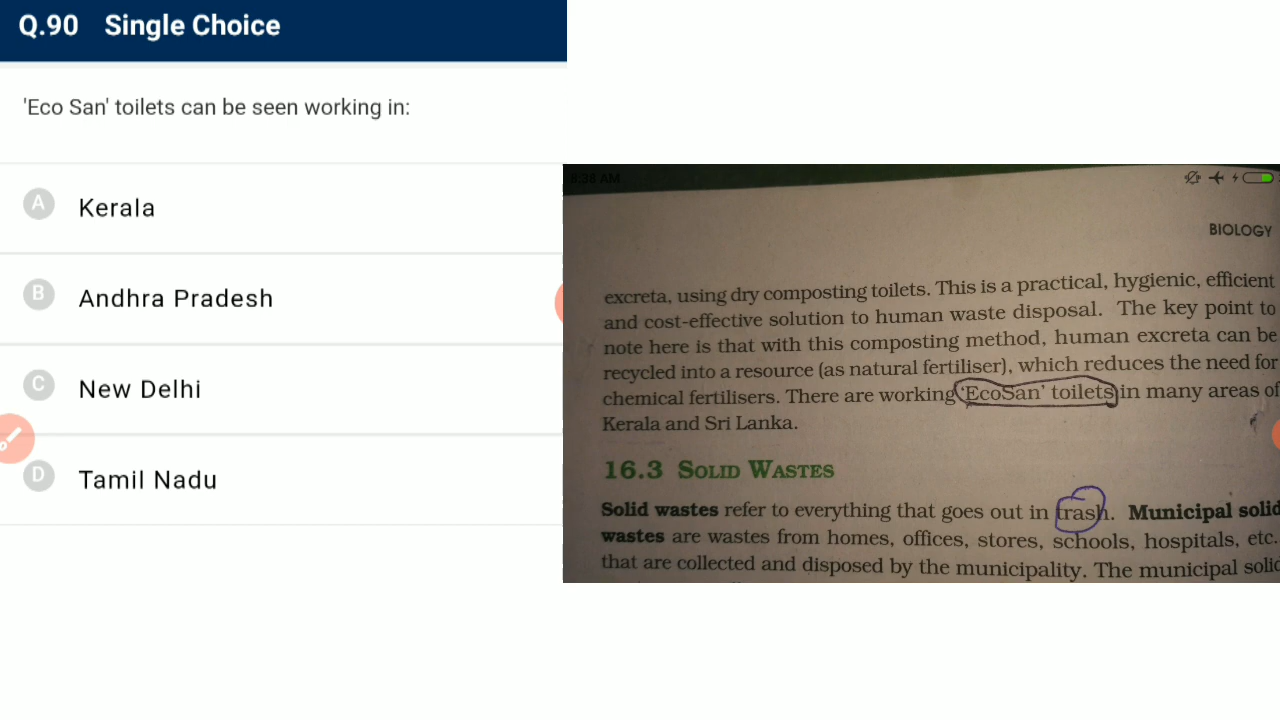 Q.90 Single Choice
'Eco San' toilets can be seen working in:
A Kerala
B Andhra Pradesh
C New Delhi
D Tamil Nadu
8:38 AM
BIOLOGY
excreta, using dry composting toilets. This is a practical, hygienic, efficient
and cost-effective solution to human waste disposal. The key point to
note here is that with this composting method, human excreta can be
recycled into a resource (as natural fertiliser), which reduces the need for
chemical fertilisers. There are working 'EcoSan' toilets in many areas of
Kerala and Sri Lanka.
16.3 SOLID WASTES
Solid wastes refer to everything that goes out in trash. Municipal solid
wastes are wastes from homes, offices, stores, schools, hospitals, etc.
that are collected and disposed by the municipality. The municipal solid